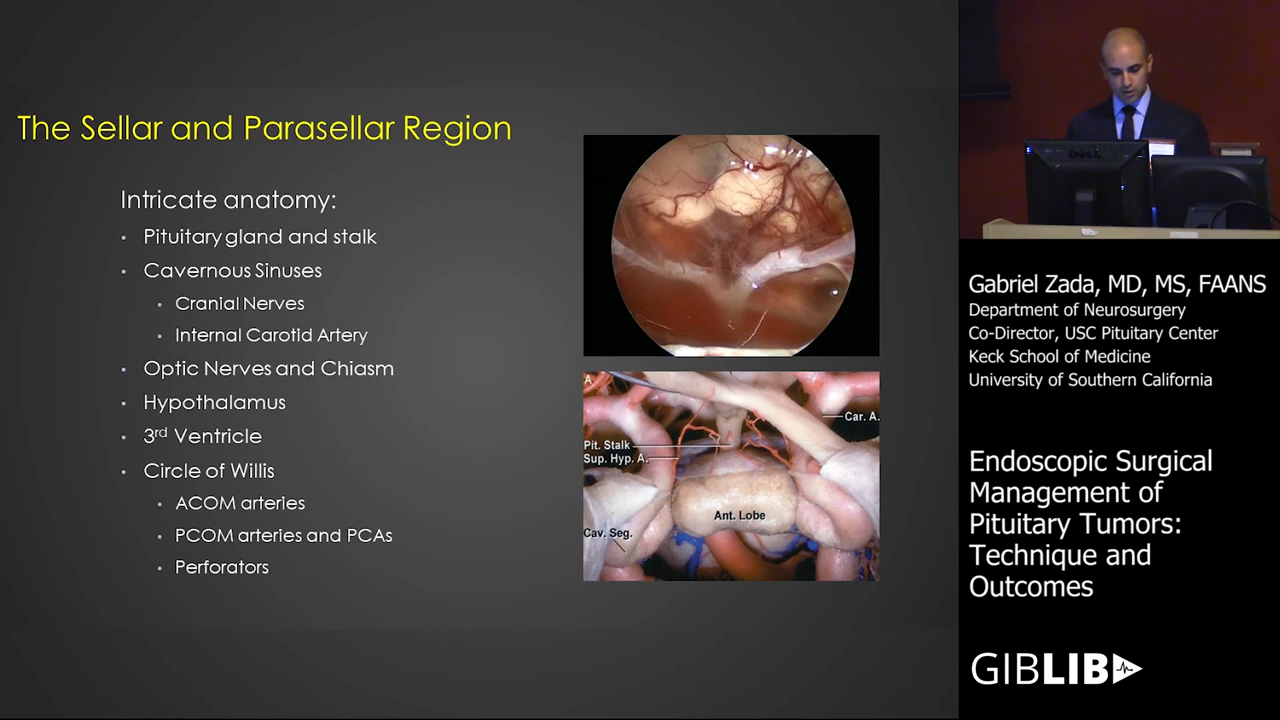 The Sellar and Parasellar Region
Intricate anatomy:
• Pituitary gland and stalk
• Cavernous Sinuses
• Cranial Nerves
• Internal Carotid Artery
• Optic Nerves and Chiasm
• Hypothalamus
• 3rd Ventricle
• Circle of Willis
• ACOM arteries
• PCOM arteries and PCAs
• Perforators
A
Car. A.
Pit. Stalk
Sup. Hyp. A.
Ant. Lobe
Cav. Seg.
DELL
Gabriel Zada, MD, MS, FAANS
Department of Neurosurgery
Co-Director, USC Pituitary Center
Keck School of Medicine
University of Southern California
Endoscopic Surgical
Management of
Pituitary Tumors:
Technique and
Outcomes
GIBLIB